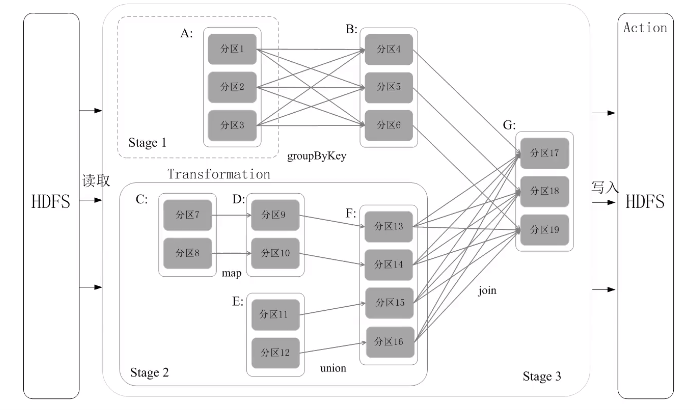 HDFS
读取
A:
分区1
分区2
分区3
Stage 1
groupByKey
B:
分区4
分区5
分区6
Transformation
C:
分区7
分区8
map
D:
分区9
分区10
E:
分区11
分区12
union
F:
分区13
分区14
分区15
分区16
Stage 2
join
G:
分区17
分区18
分区19
Stage 3
写入
Action
HDFS